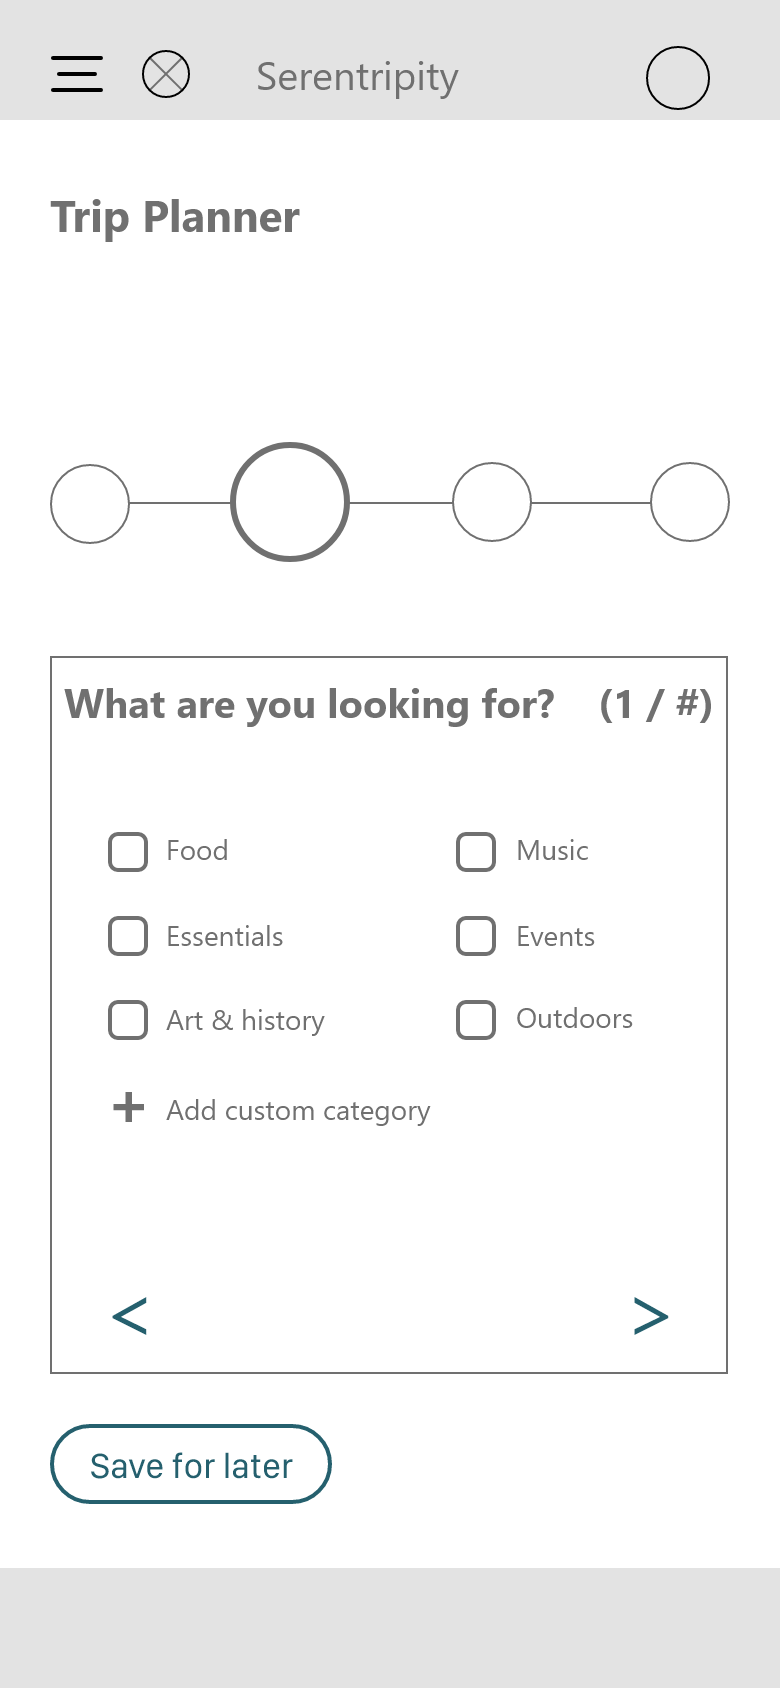 Serentripity
Trip Planner
What are you looking for? (1 / #)
Food
Music
Essentials
Events
Art & history
Outdoors
+ Add custom category
< >
Save for later